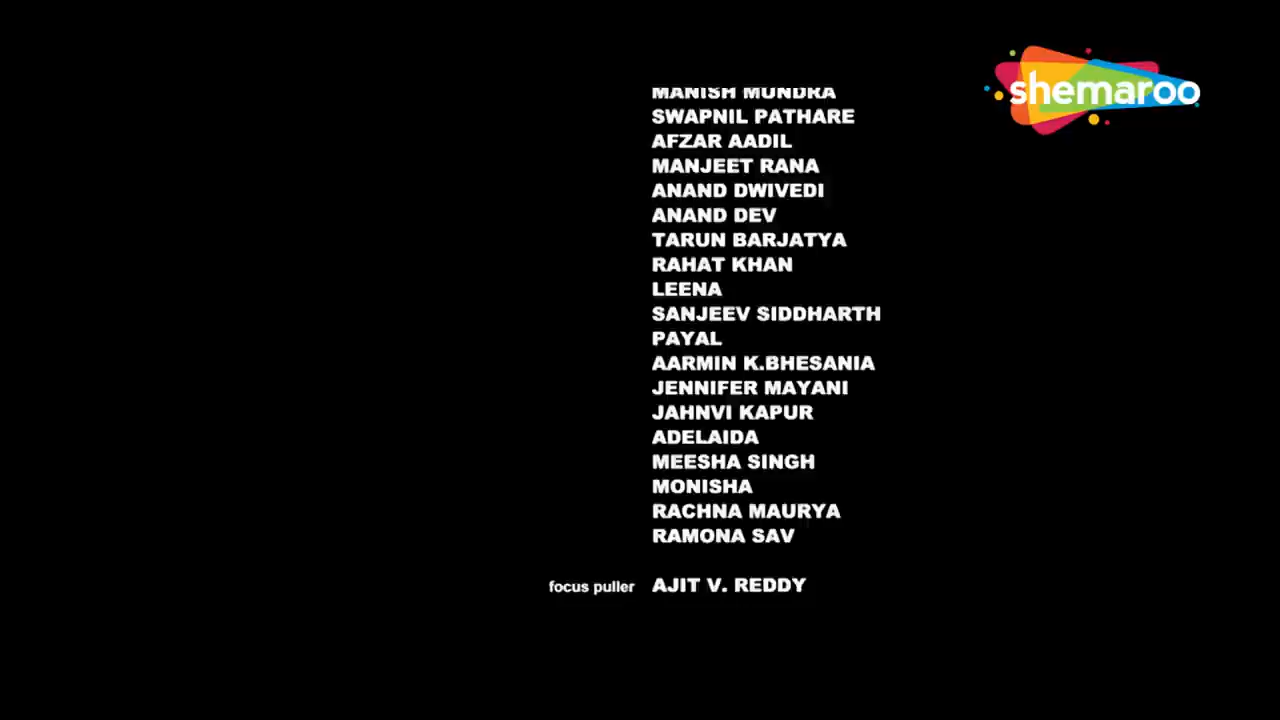 shemaroo
MANISH MUNDRA
SWAPNIL PATHARE
AFZAR AADIL
MANJEET RANA
ANAND DWIVEDI
ANAND DEV
TARUN BARJATYA
RAHAT KHAN
LEENA
SANJEEV SIDDHARTH
PAYAL
AARMIN K.BHESANIA
JENNIFER MAYANI
JAHNVI KAPUR
ADELAIDA
MEESHA SINGH
MONISHA
RACHNA MAURYA
RAMONA SAV
focus puller AJIT V. REDDY